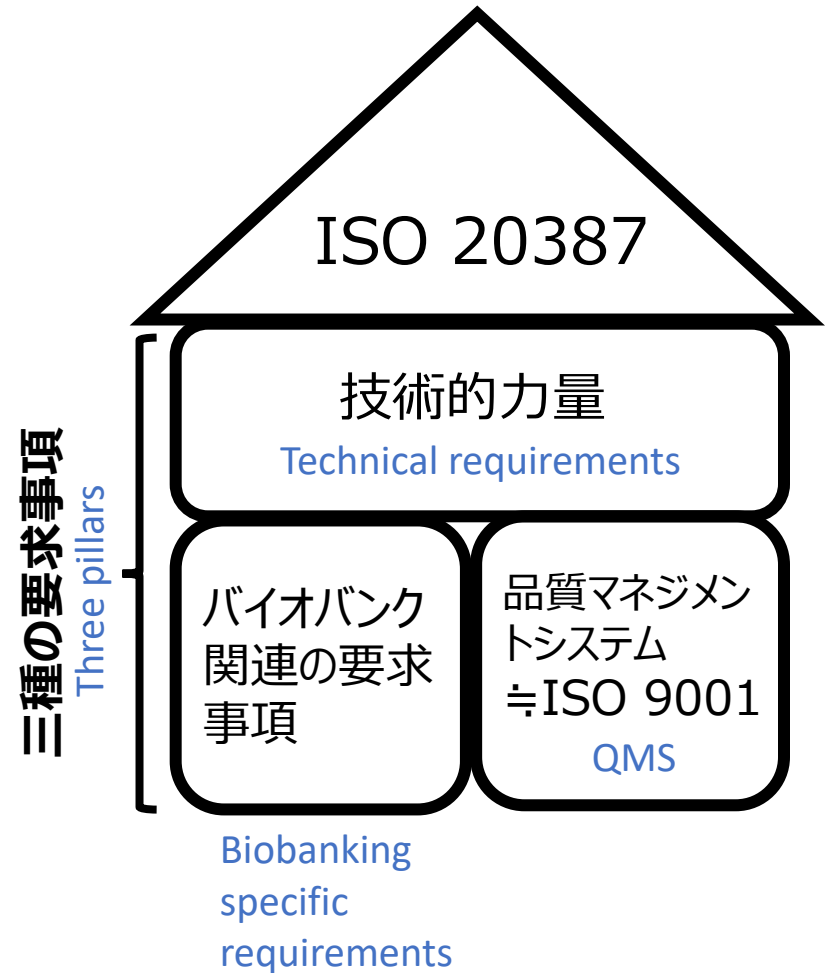 ISO 20387
三種の要求事項
Three pillars
技術的力量
Technical requirements
バイオバンク
関連の要求
事項
品質マネジメン
トシステム
≒ISO 9001
QMS
Biobanking
specific
requirements